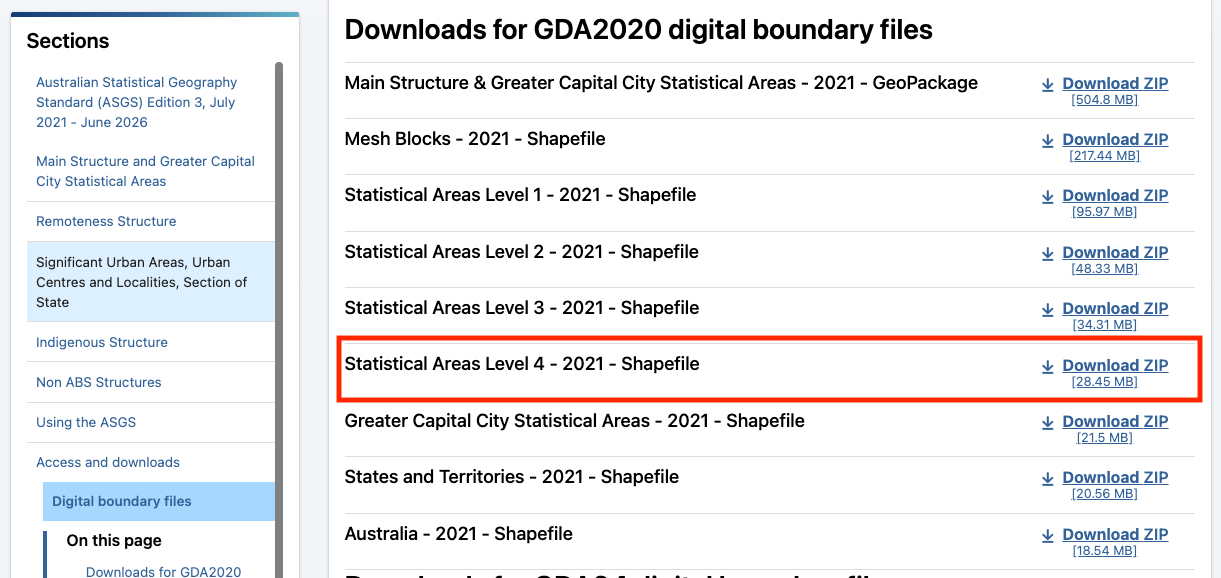 Sections
Australian Statistical Geography
Standard (ASGS) Edition 3, July
2021 - June 2026
Main Structure and Greater Capital
City Statistical Areas
Remoteness Structure
Significant Urban Areas, Urban
Centres and Localities, Section of
State
Indigenous Structure
Non ABS Structures
Using the ASGS
Access and downloads
Digital boundary files
On this page
Downloads for GDA2020
Downloads for GDA2020 digital boundary files
Main Structure & Greater Capital City Statistical Areas - 2021 - GeoPackage
Download ZIP
[504.8 MB]
Mesh Blocks - 2021 - Shapefile
Download ZIP
[217.44 MB]
Statistical Areas Level 1 - 2021 - Shapefile
Download ZIP
[95.97 MB]
Statistical Areas Level 2 - 2021 - Shapefile
Download ZIP
[48.33 MB]
Statistical Areas Level 3 - 2021 - Shapefile
Download ZIP
[34.31 MB]
Statistical Areas Level 4 - 2021 - Shapefile
Download ZIP
[28.45 MB]
Greater Capital City Statistical Areas - 2021 - Shapefile
Download ZIP
[21.5 MB]
States and Territories - 2021 - Shapefile
Download ZIP
[20.56 MB]
Australia - 2021 - Shapefile
Download ZIP
[18.54 MB]
Downloads for GDA94 digital boundary files